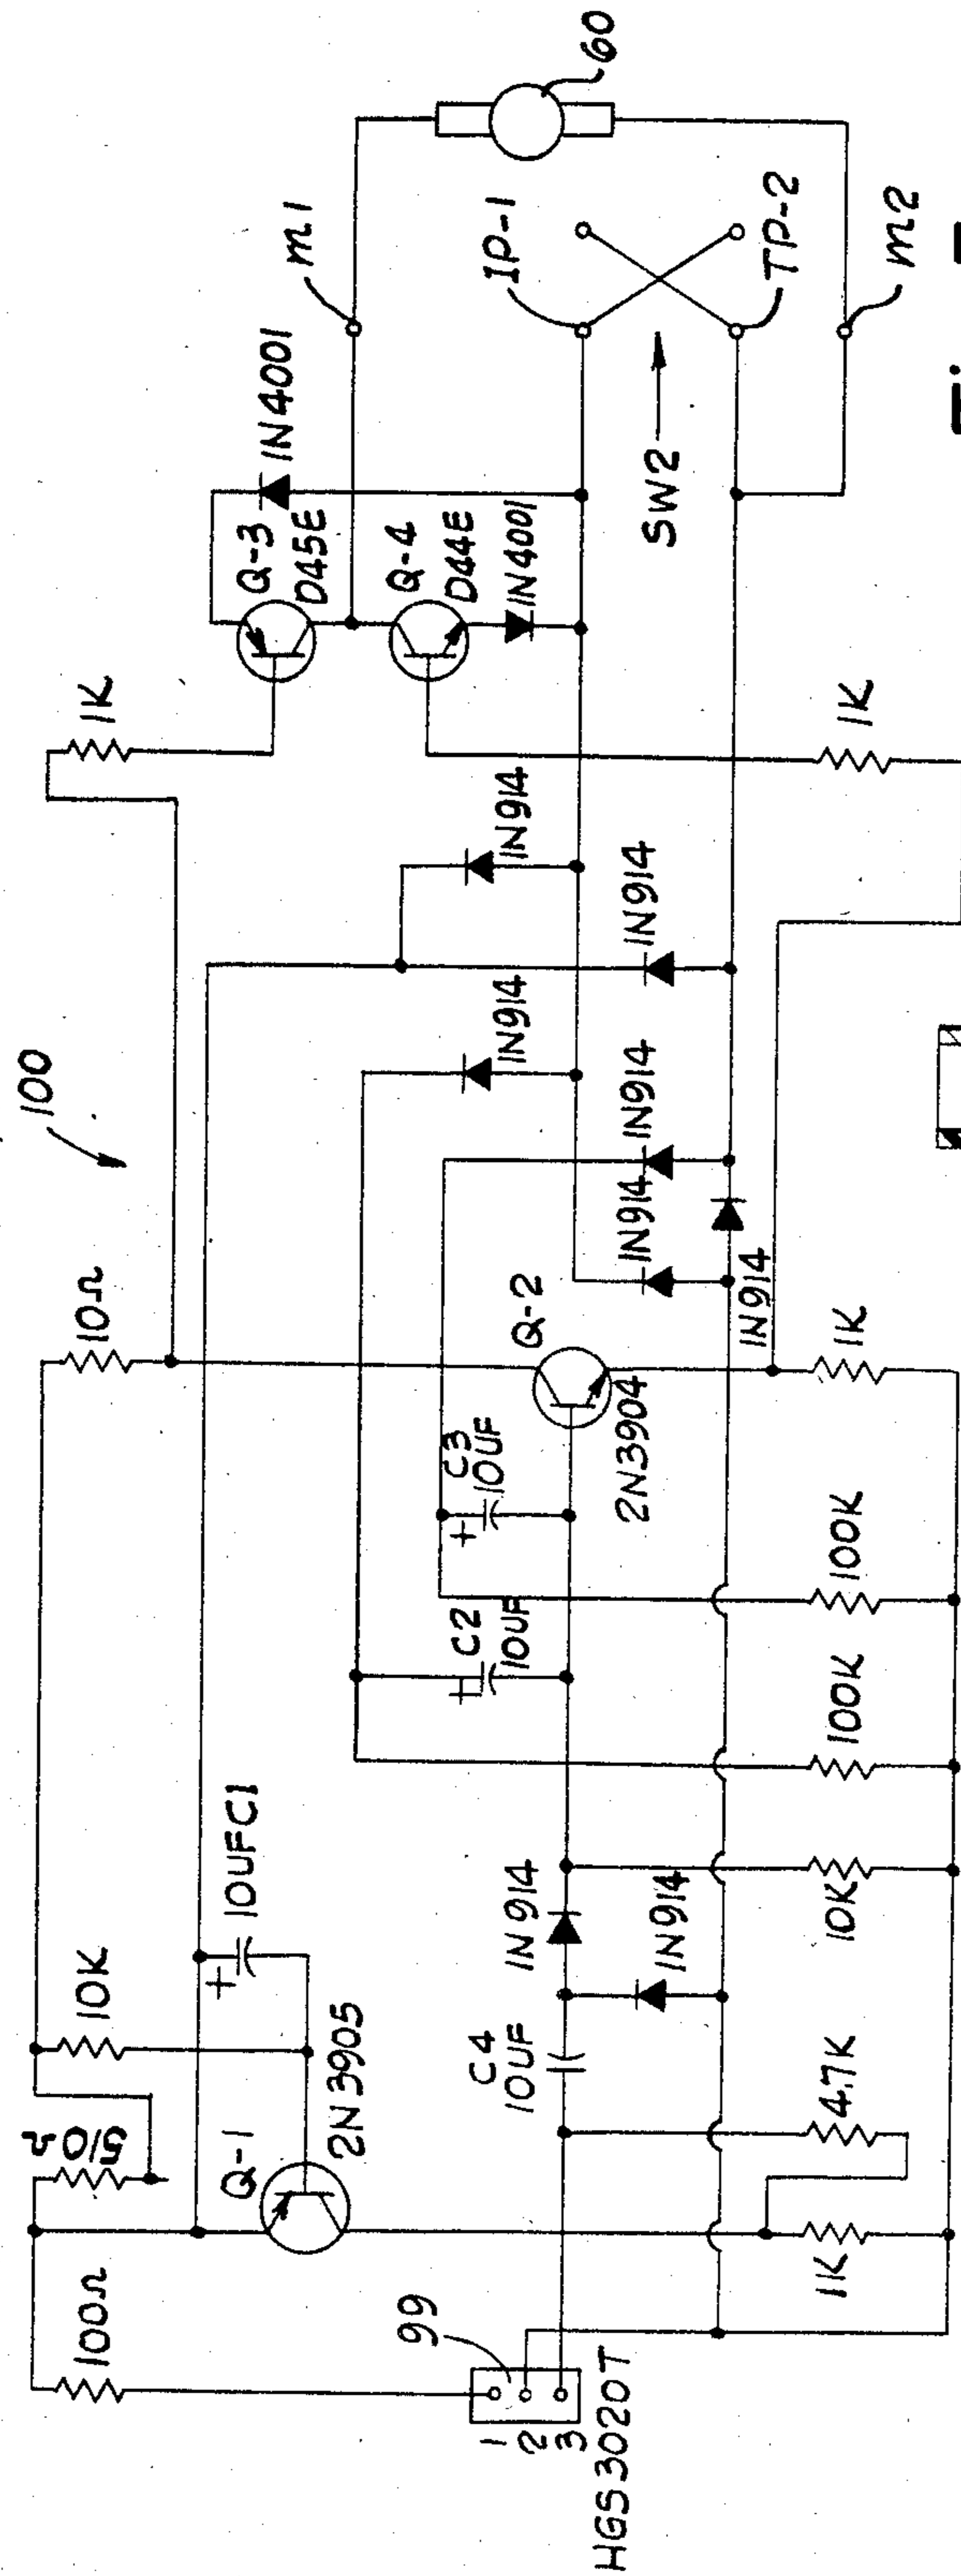 100
10Ω
1K
Q-3
D45E
IN4001
m1
60
Q-4
D44E
IN4001
IP-1
SW2
TP-2
m2
1K
IN914
IN914
IN914
IN914
IN914
IN914
Q-2
2N3904
1K
C3
10UF
+
C2
10UF
+
100K
100K
10K
10UFC1
+
10K
510Ω
100Ω
Q-1
2N3905
IN914
IN914
C4
10UF
4.7K
1K
99
1
2
3
HGS3020T